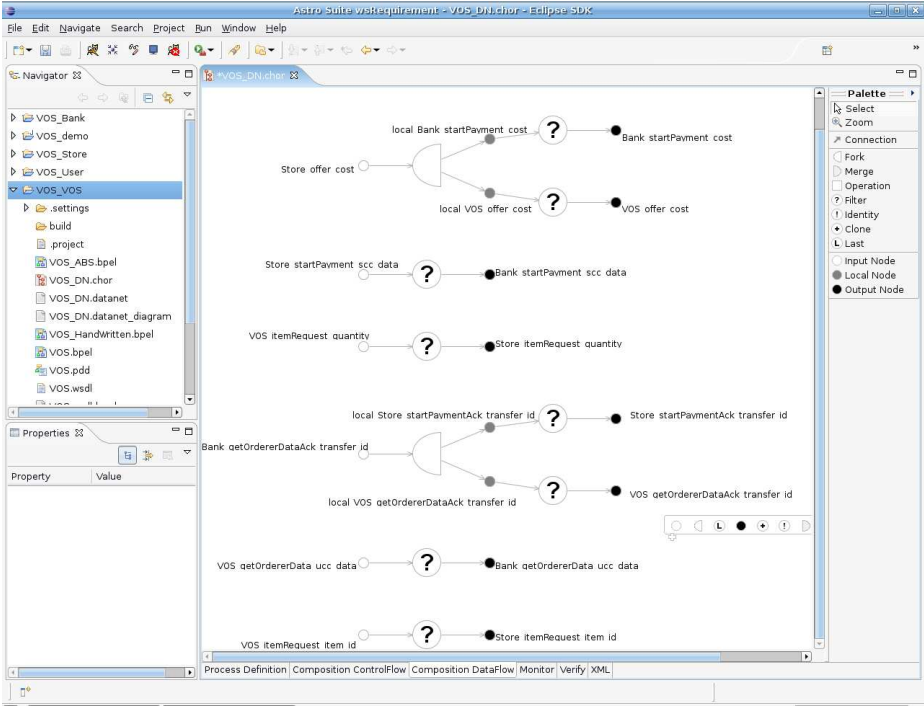 Astro Suite wsRequirement - VOS_DN.chor - Eclipse SDK
File Edit Navigate Search Project Run Window Help
Navigator
VOS_Bank
VOS_demo
VOS_Store
VOS_User
VOS_VOS
.settings
build
.project
VOS_ABS.bpel
VOS_DN.chor
VOS_DN.datanet
VOS_DN.datanet_diagram
VOS_HandWritten.bpel
VOS.bpel
VOS.pdd
VOS.wsdl
Properties
Property Value
*VOS_DN.chor
local Bank startPayment cost
?
Bank startPayment cost
Store offer cost
local VOS offer cost
?
VOS offer cost
Store startPayment scc data
?
Bank startPayment scc data
VOS itemRequest quantity
?
Store itemRequest quantity
local Store startPaymentAck transfer id
?
Store startPaymentAck transfer id
Bank getOrdererDataAck transfer id
local VOS getOrdererDataAck transfer id
?
VOS getOrdererDataAck transfer id
L + !
VOS getOrdererData ucc data
?
Bank getOrdererData ucc data
VOS itemRequest item id
?
Store itemRequest item id
Process Definition Composition ControlFlow Composition DataFlow Monitor Verify XML
Palette
Select
Zoom
Connection
Fork
Merge
Operation
? Filter
! Identity
+ Clone
L Last
Input Node
Local Node
Output Node